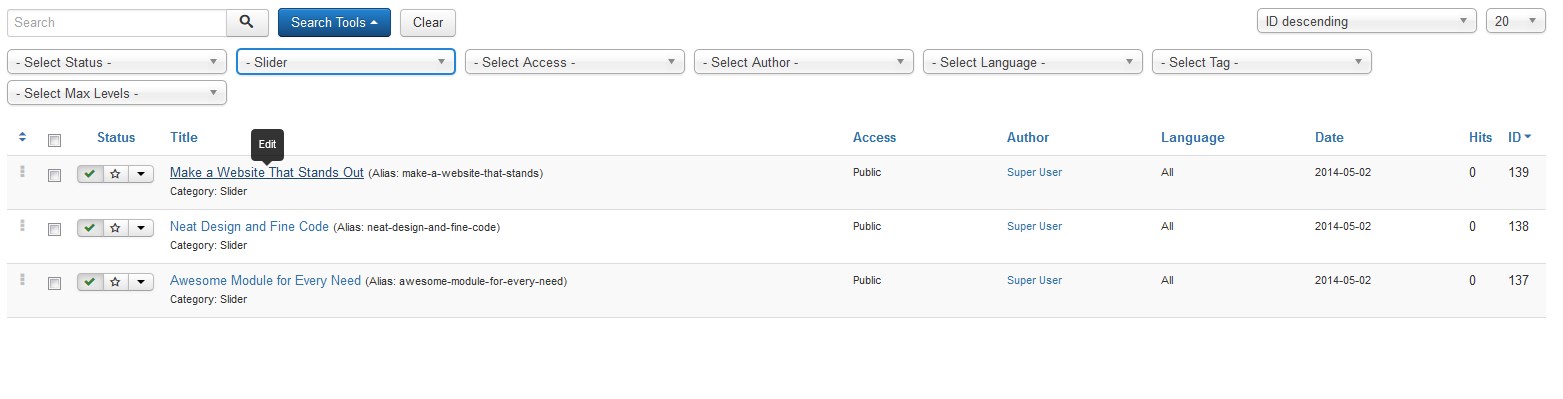 Search Search Tools Clear ID descending 20
- Select Status - - Slider - Select Access - - Select Author - - Select Language - - Select Tag -
- Select Max Levels -
Status Title Access Author Language Date Hits ID
Edit
Make a Website That Stands Out (Alias: make-a-website-that-stands) Public Super User All 2014-05-02 0 139
Category: Slider
Neat Design and Fine Code (Alias: neat-design-and-fine-code) Public Super User All 2014-05-02 0 138
Category: Slider
Awesome Module for Every Need (Alias: awesome-module-for-every-need) Public Super User All 2014-05-02 0 137
Category: Slider